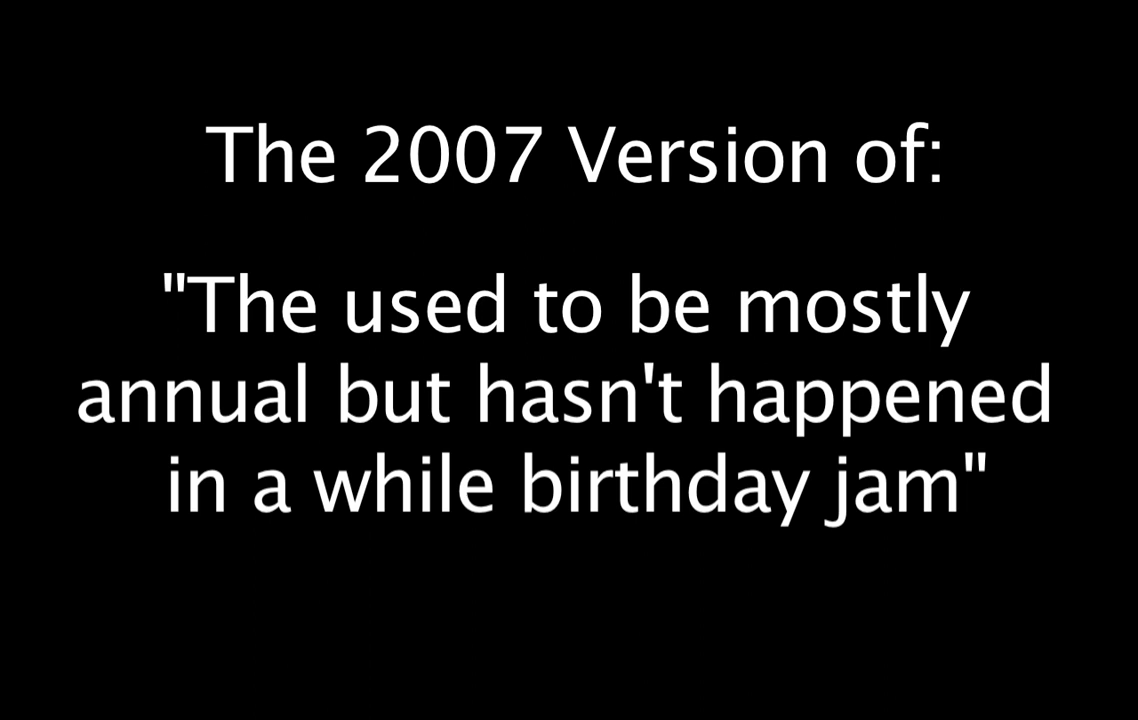 The 2007 Version of:
"The used to be mostly
annual but hasn't happened
in a while birthday jam"